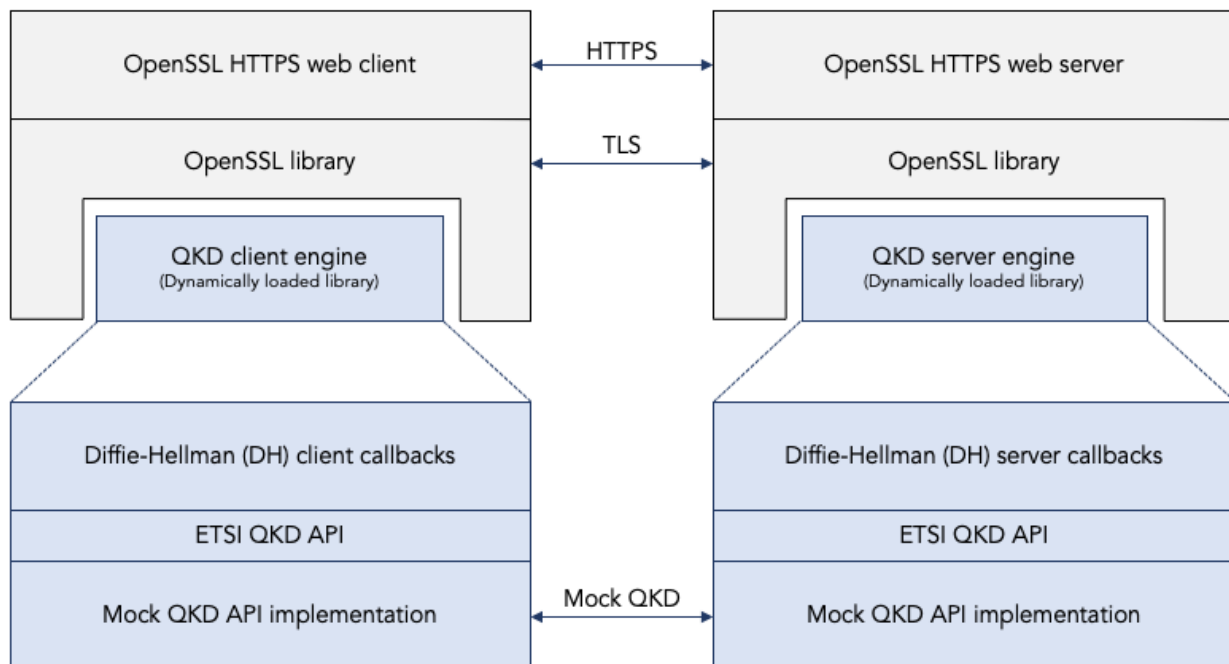 OpenSSL HTTPS web client
HTTPS
OpenSSL HTTPS web server
OpenSSL library
TLS
OpenSSL library
QKD client engine
(Dynamically loaded library)
QKD server engine
(Dynamically loaded library)
Diffie-Hellman (DH) client callbacks
Diffie-Hellman (DH) server callbacks
ETSI QKD API
ETSI QKD API
Mock QKD API implementation
Mock QKD
Mock QKD API implementation